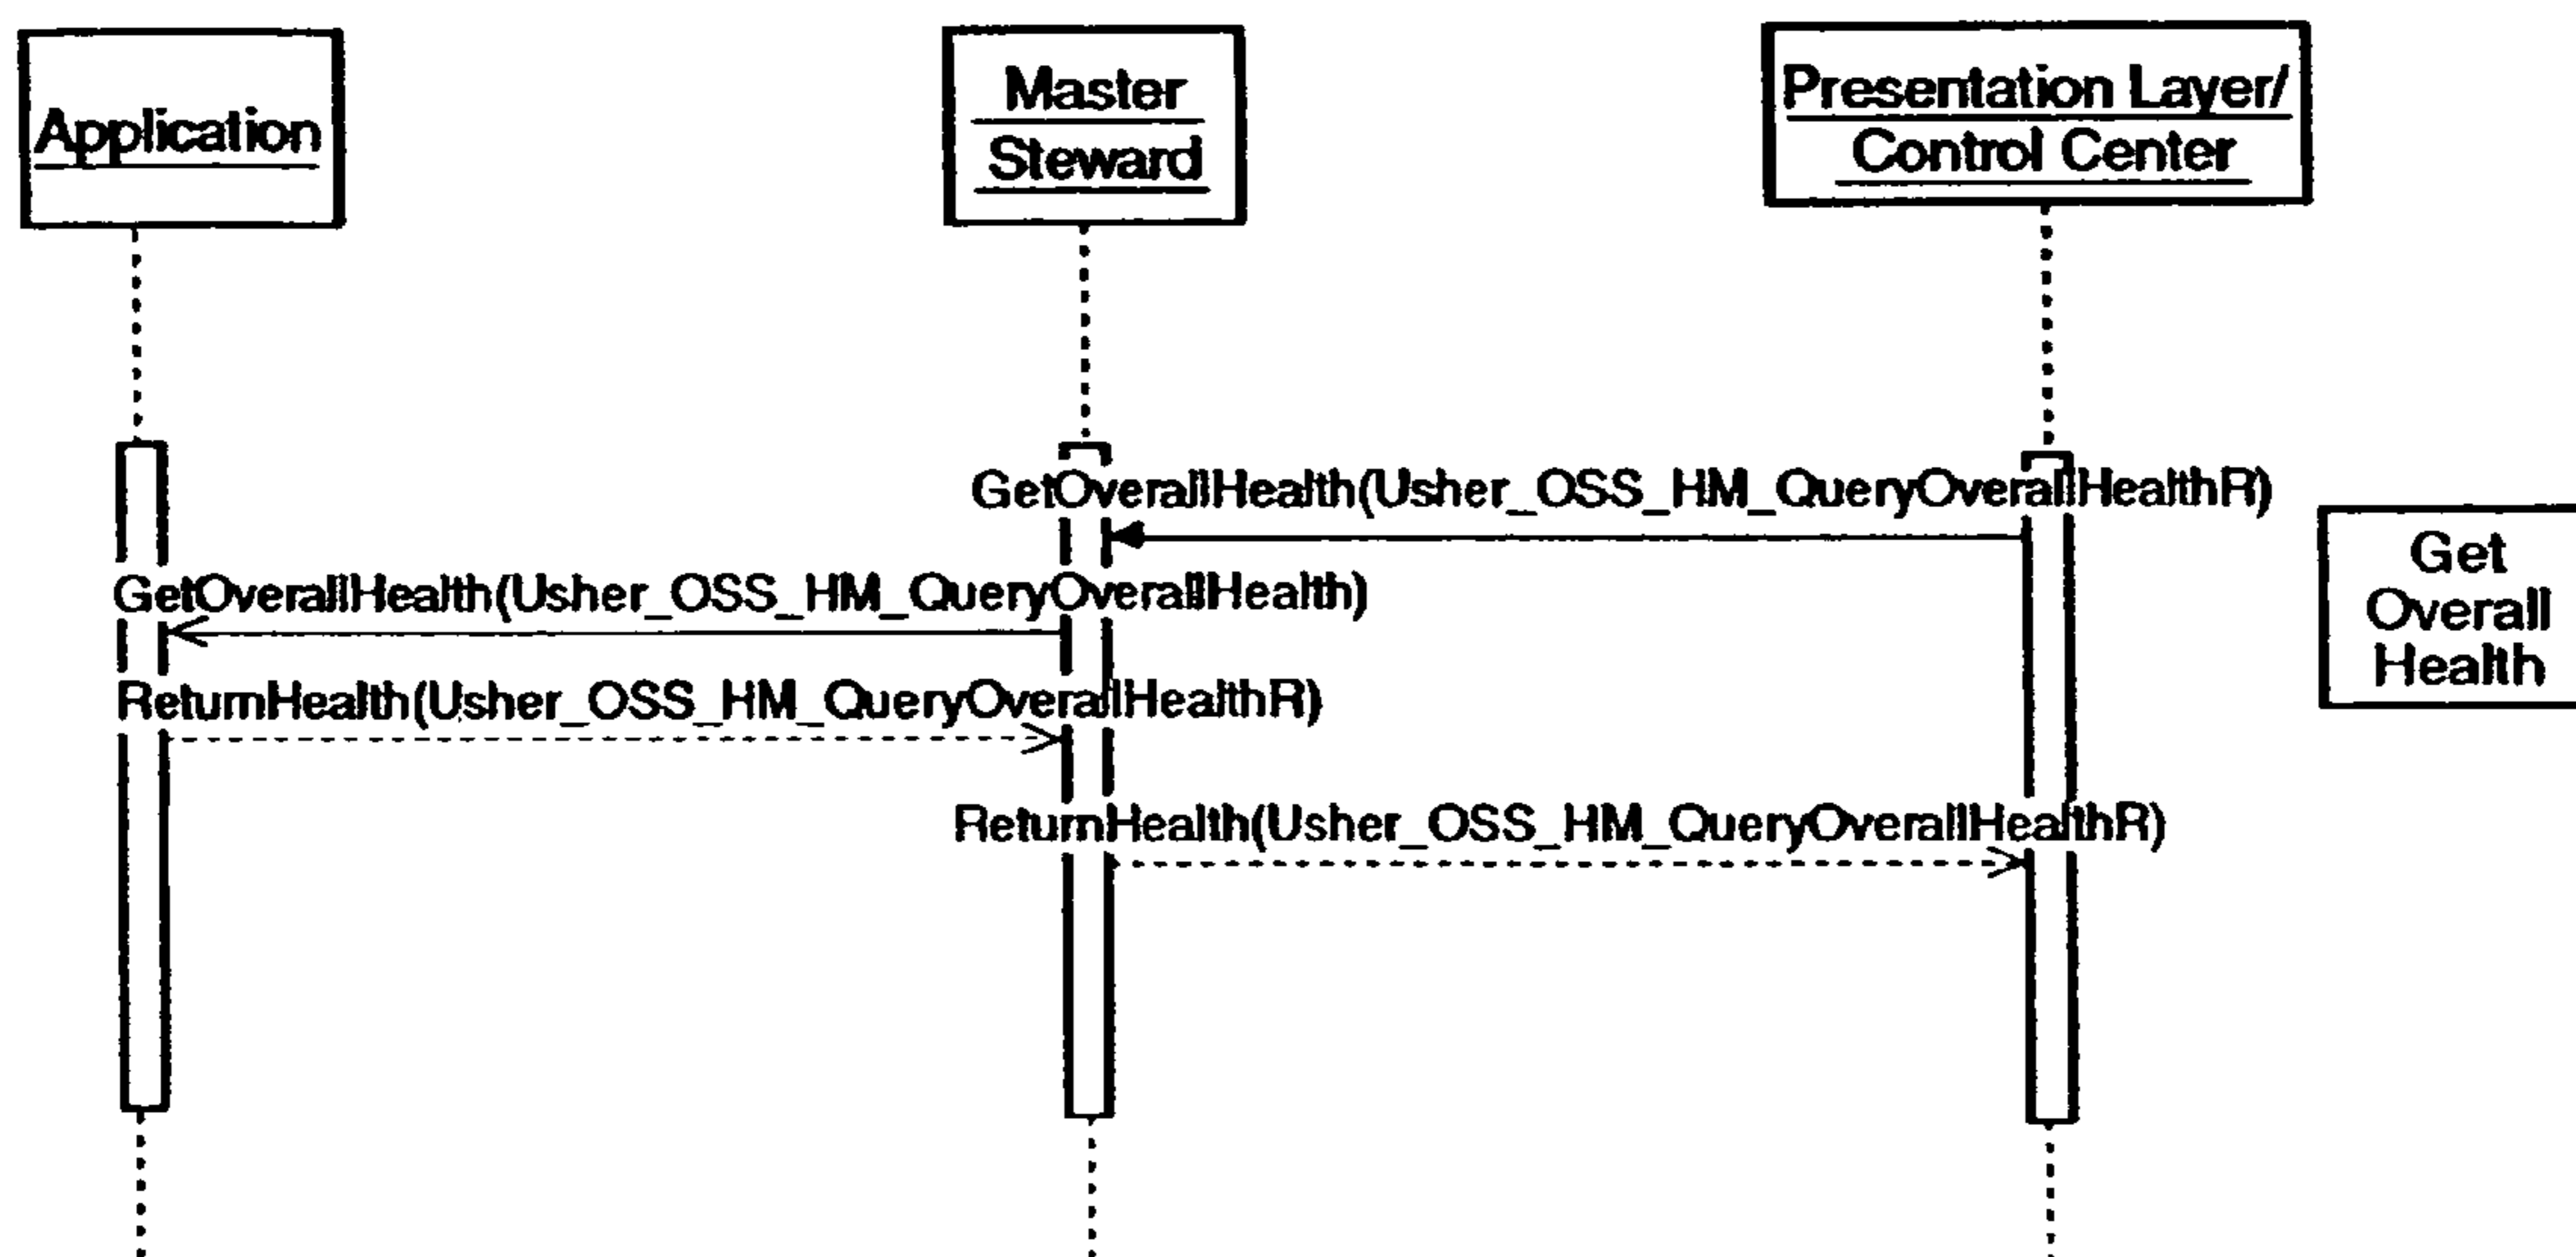 Application
Master
Steward
Presentation Layer/
Control Center
GetOverallHealth(Usher_OSS_HM_QueryOverallHealthR)
GetOverallHealth(Usher_OSS_HM_QueryOverallHealth)
ReturnHealth(Usher_OSS_HM_QueryOverallHealthR)
ReturnHealth(Usher_OSS_HM_QueryOverallHealthR)
Get
Overall
Health